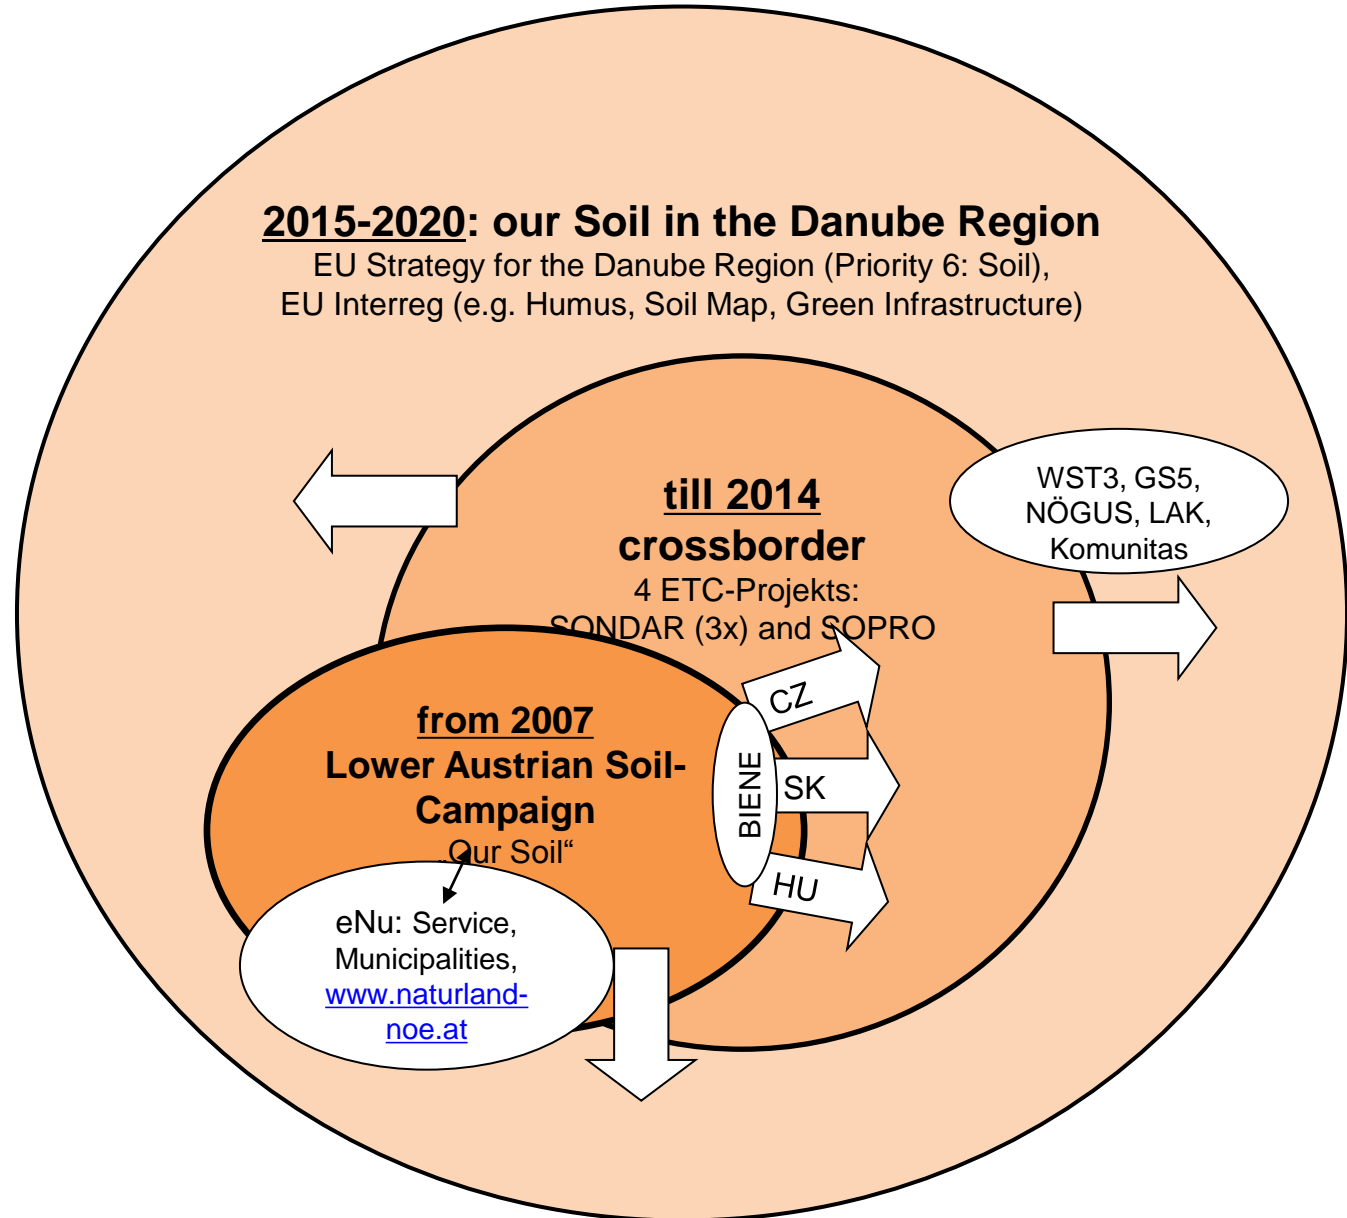 2015-2020: our Soil in the Danube Region
EU Strategy for the Danube Region (Priority 6: Soil),
EU Interreg (e.g. Humus, Soil Map, Green Infrastructure)
WST3, GS5,
NÖGUS, LAK,
Komunitas
till 2014
crossborder
4 ETC-Projekts:
SONDAR (3x) and SOPRO
from 2007
Lower Austrian Soil-
Campaign
„Our Soil“
BIENE
CZ
SK
HU
eNu: Service,
Municipalities,
www.naturland-
noe.at